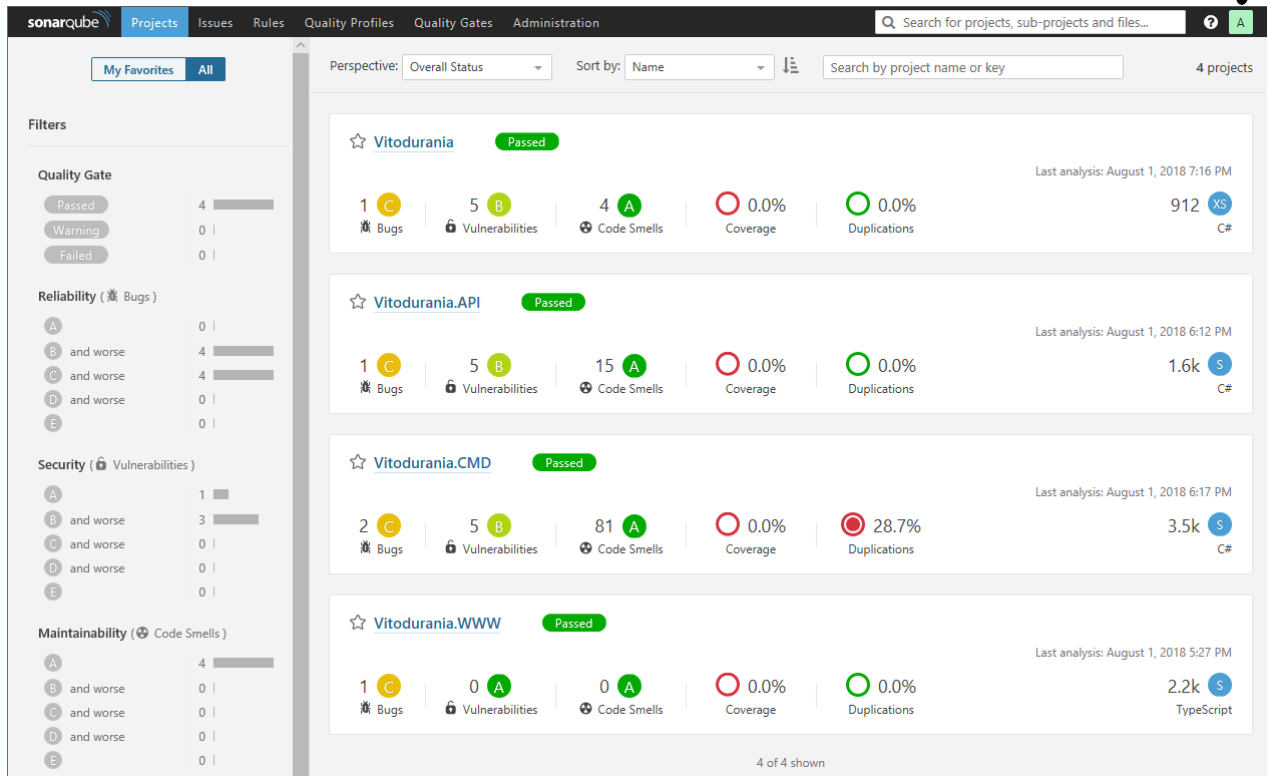 sonarqube Projects Issues Rules Quality Profiles Quality Gates Administration Search for projects, sub-projects and files... ? A
My Favorites All
Perspective: Overall Status Sort by: Name Search by project name or key 4 projects
Filters
Quality Gate
Passed 4
Warning 0
Failed 0
Reliability ( Bugs )
A 0
B and worse 4
C and worse 4
D and worse 0
E 0
Security ( Vulnerabilities )
A 1
B and worse 3
C and worse 0
D and worse 0
E 0
Maintainability ( Code Smells )
A 4
B and worse 0
C and worse 0
D and worse 0
E 0
Vitodurania Passed
Last analysis: August 1, 2018 7:16 PM
1 C 5 B 4 A 0.0% 0.0% 912 XS
Bugs Vulnerabilities Code Smells Coverage Duplications C#
Vitodurania.API Passed
Last analysis: August 1, 2018 6:12 PM
1 C 5 B 15 A 0.0% 0.0% 1.6k S
Bugs Vulnerabilities Code Smells Coverage Duplications C#
Vitodurania.CMD Passed
Last analysis: August 1, 2018 6:17 PM
2 C 5 B 81 A 0.0% 28.7% 3.5k S
Bugs Vulnerabilities Code Smells Coverage Duplications C#
Vitodurania.WWW Passed
Last analysis: August 1, 2018 5:27 PM
1 C 0 A 0 A 0.0% 0.0% 2.2k S
Bugs Vulnerabilities Code Smells Coverage Duplications TypeScript
4 of 4 shown